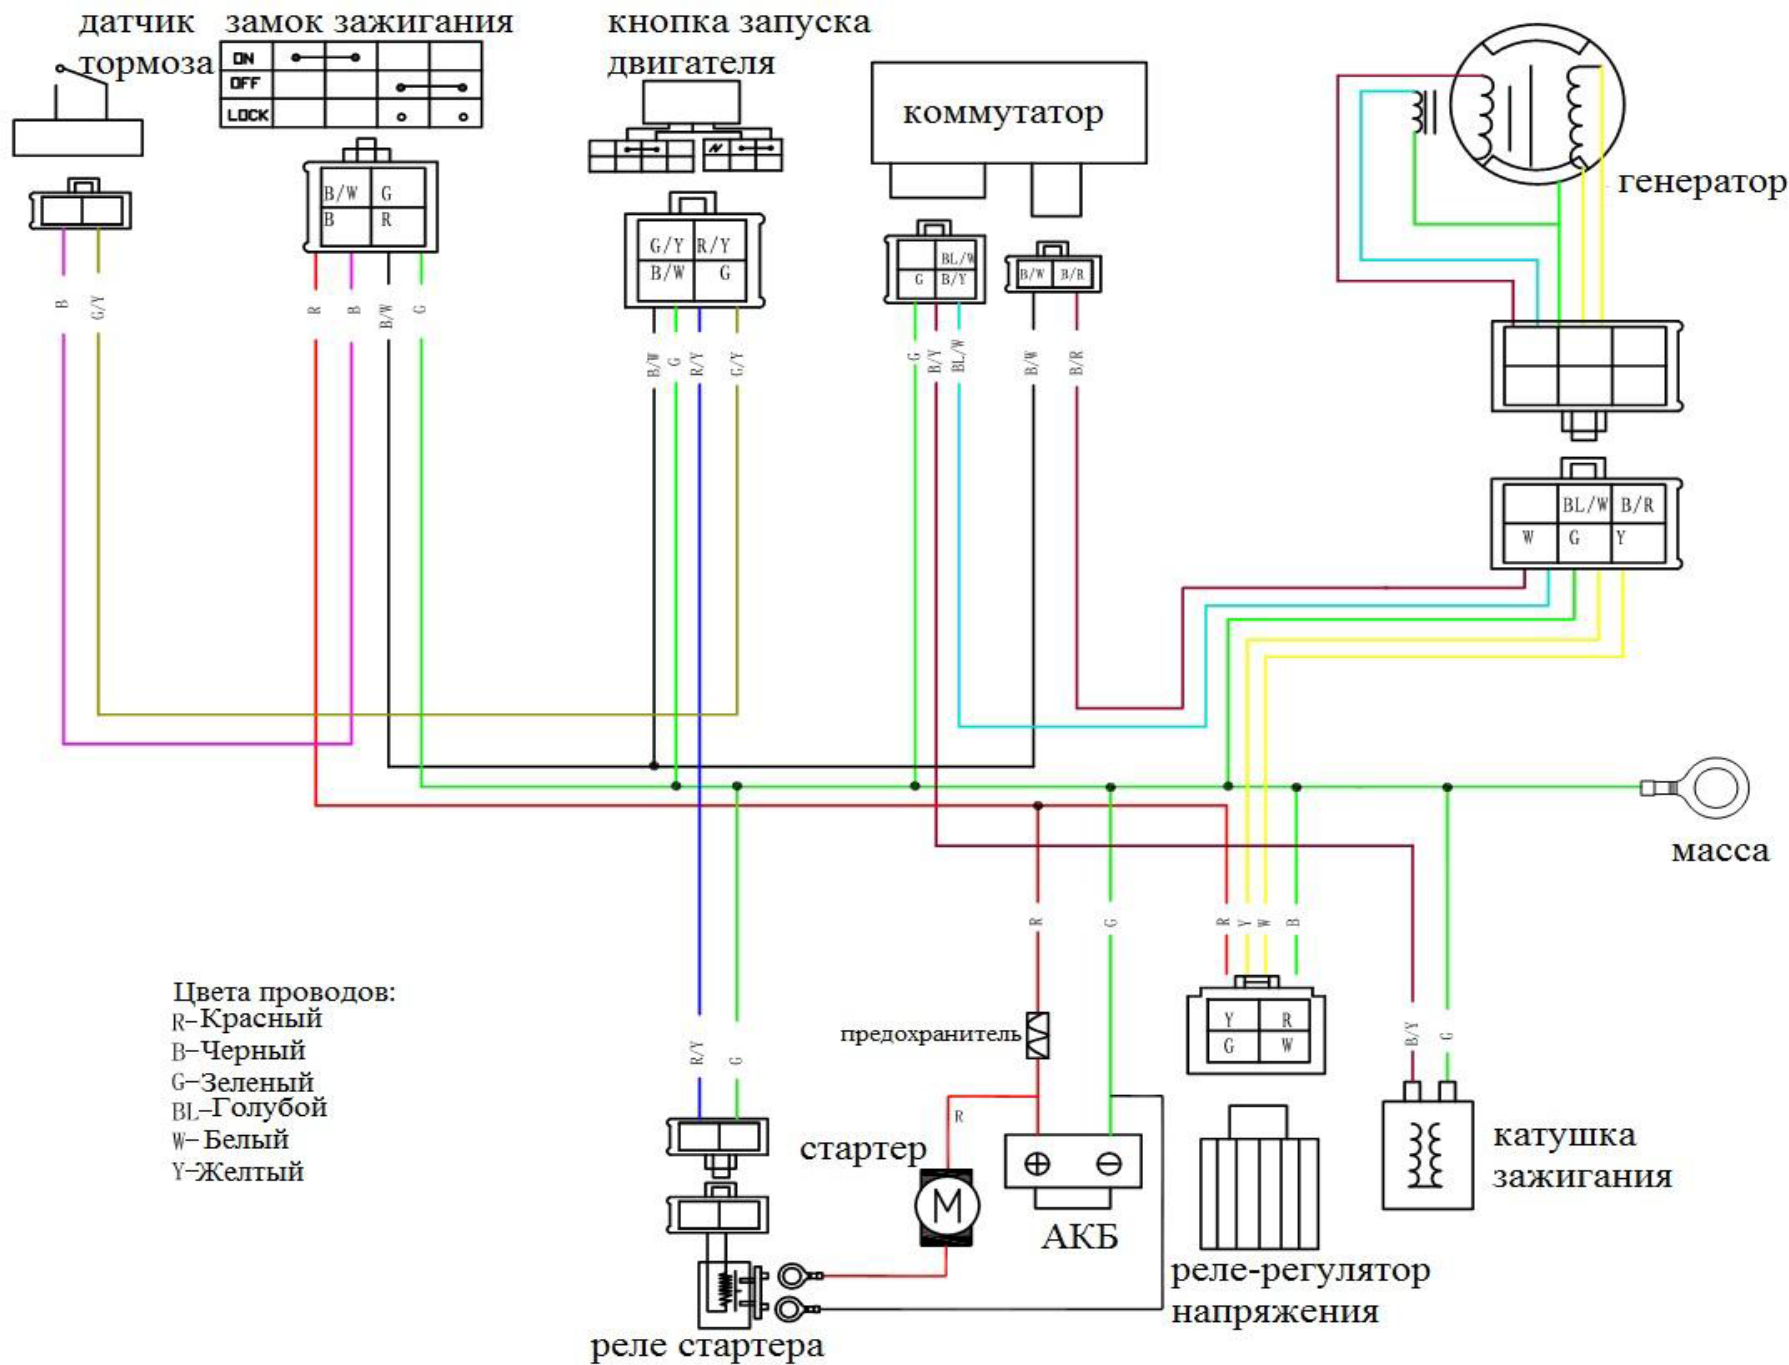 датчик
тормоза
замок зажигания
ON
OFF
LOCK
кнопка запуска
двигателя
коммутатор
генератор
B/W G
B R
G/Y R/Y
B/W G
BL/W
G B/Y
B/W B/R
B
G/Y
R
B
B/W
G
B/W
G
R/Y
G/Y
G
B/Y
BL/W
B/W
B/R
BL/W B/R
W G Y
масса
R
G
R
Y
W
B
Цвета проводов:
R-Красный
B-Черный
G-Зеленый
BL-Голубой
W-Белый
Y-Желтый
R/Y
G
предохранитель
Y R
G W
B/Y
G
R
стартер
M
АКБ
катушка
зажигания
реле-регулятор
напряжения
реле стартера